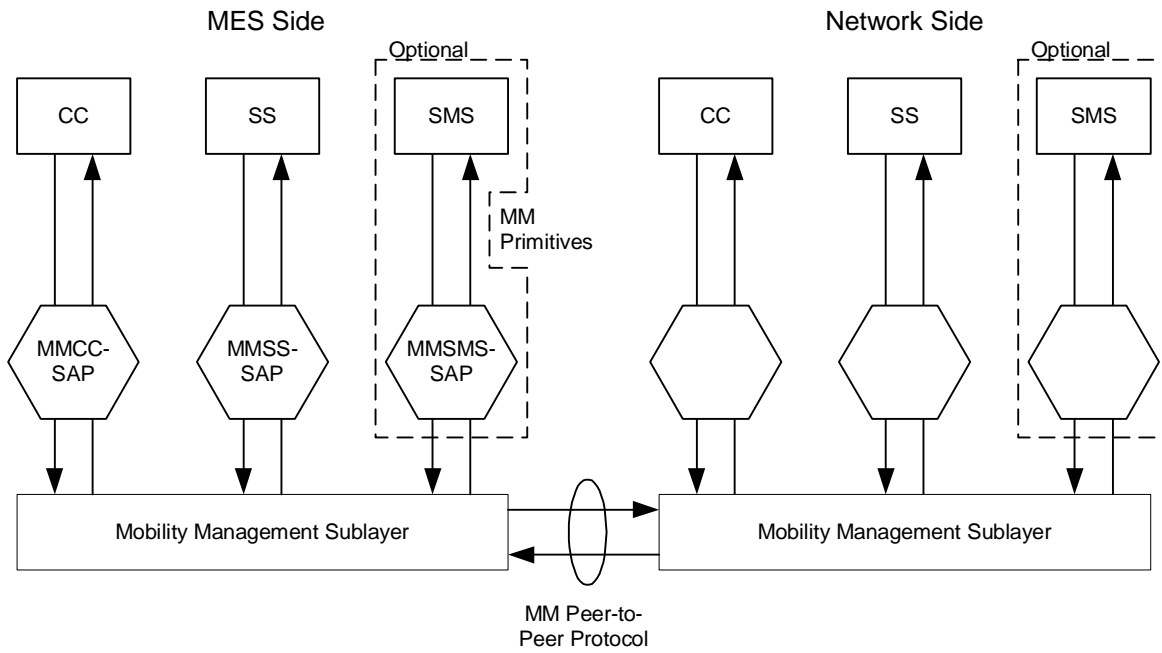 MES Side
Network Side
Optional
Optional
CC
SS
SMS
CC
SS
SMS
MM
Primitives
MMCC-
SAP
MMSS-
SAP
MMSMS-
SAP
Mobility Management Sublayer
Mobility Management Sublayer
MM Peer-to-
Peer Protocol